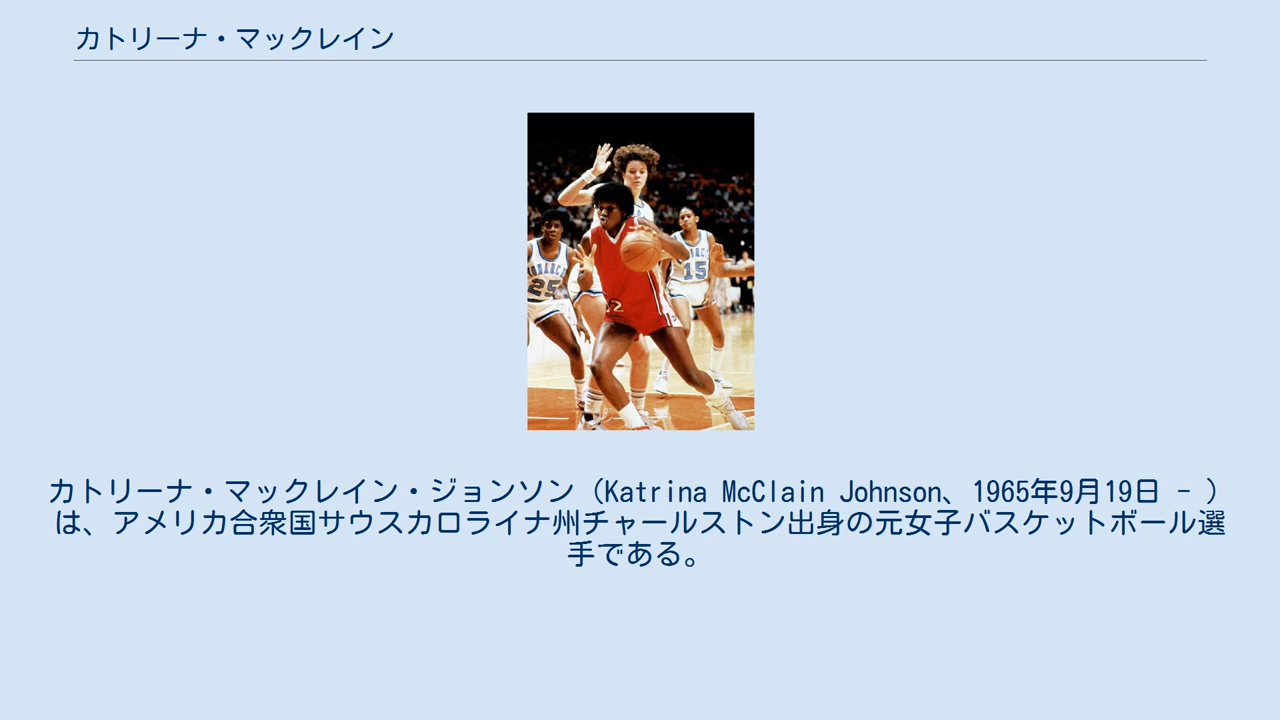 カトリーナ・マックレイン
25
15
12
カトリーナ・マックレイン・ジョンソン（Katrina McClain Johnson、1965年9月19日 - ）
は、アメリカ合衆国サウスカロライナ州チャールストン出身の元女子バスケットボール選
手である。